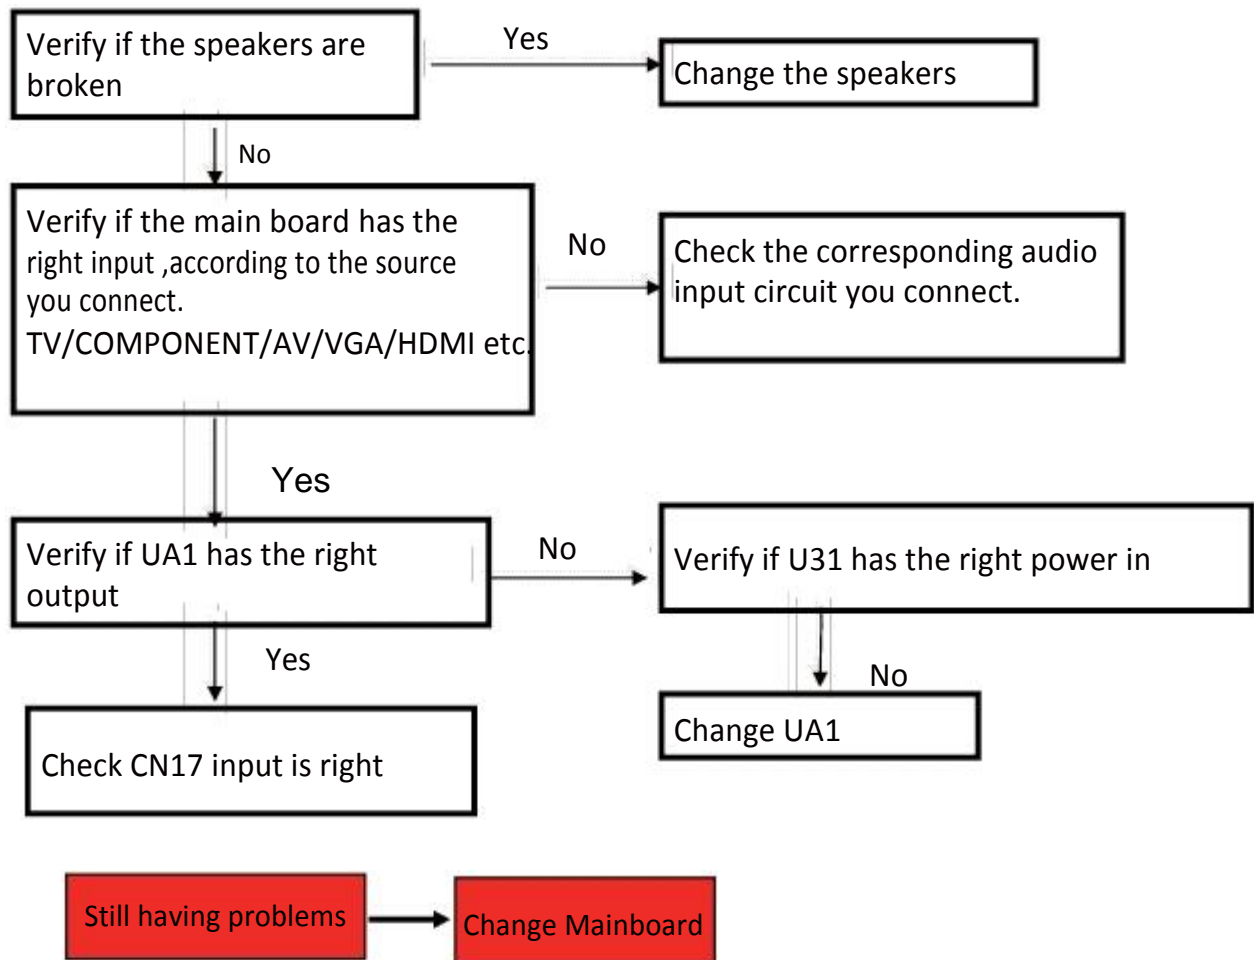 Verify if the speakers are
broken
Yes
Change the speakers
No
Verify if the main board has the
right input ,according to the source
you connect.
TV/COMPONENT/AV/VGA/HDMI etc.
No
Check the corresponding audio
input circuit you connect.
Yes
Verify if UA1 has the right
output
No
Verify if U31 has the right power in
Yes
No
Check CN17 input is right
Change UA1
Still having problems
Change Mainboard